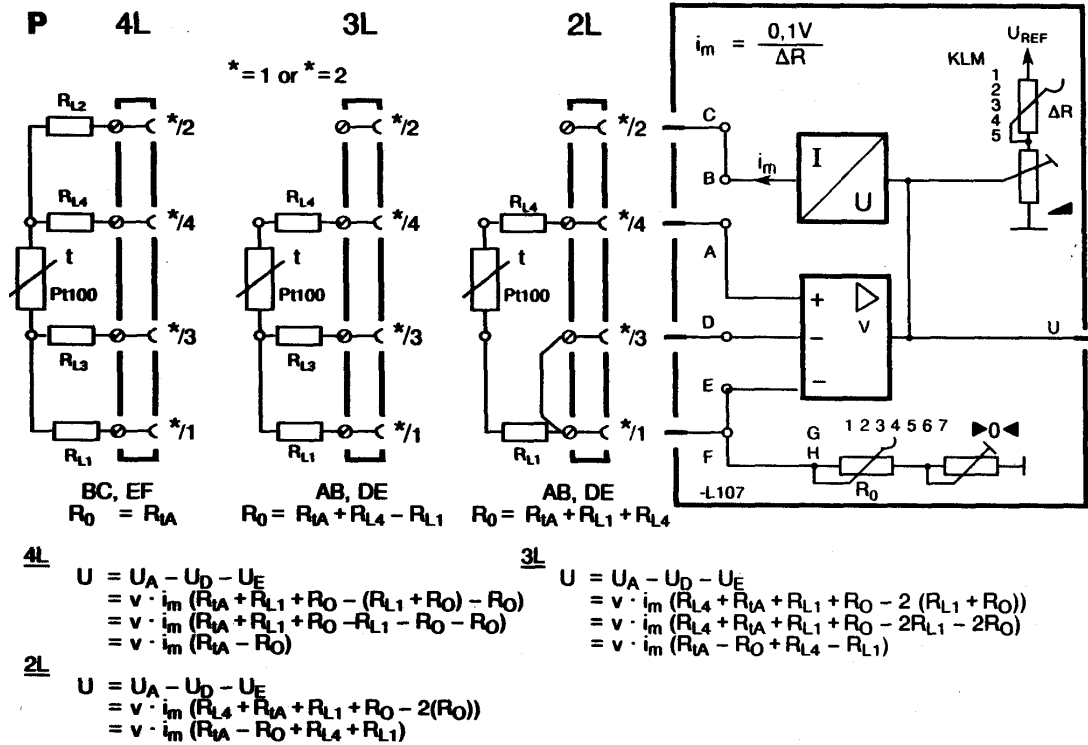 P 4L 3L 2L
* = 1 or * = 2
i_m = 0,1V / ΔR
U_REF
KLM
1
2
3
4
5
ΔR
R_L2 */2 */2 */2 C
B i_m I U
R_L4 */4 R_L4 */4 R_L4 */4
A
t Pt100 t Pt100 t Pt100
+ − − V
R_L3 */3 R_L3 */3 */3 D
U
E
R_L1 */1 R_L1 */1 R_L1 */1
F
G
H
1 2 3 4 5 6 7
▶0◀
R_0
-L107
BC, EF AB, DE AB, DE
R_0 = R_tA R_0 = R_tA + R_L4 − R_L1 R_0 = R_tA + R_L1 + R_L4
4L
U = U_A − U_D − U_E
= v · i_m (R_tA + R_L1 + R_O − (R_L1 + R_O) − R_O)
= v · i_m (R_tA + R_L1 + R_O − R_L1 − R_O − R_O)
= v · i_m (R_tA − R_O)
3L
U = U_A − U_D − U_E
= v · i_m (R_L4 + R_tA + R_L1 + R_O − 2 (R_L1 + R_O))
= v · i_m (R_L4 + R_tA + R_L1 + R_O − 2R_L1 − 2R_O)
= v · i_m (R_tA − R_O + R_L4 − R_L1)
2L
U = U_A − U_D − U_E
= v · i_m (R_L4 + R_tA + R_L1 + R_O − 2(R_O))
= v · i_m (R_tA − R_O + R_L4 + R_L1)